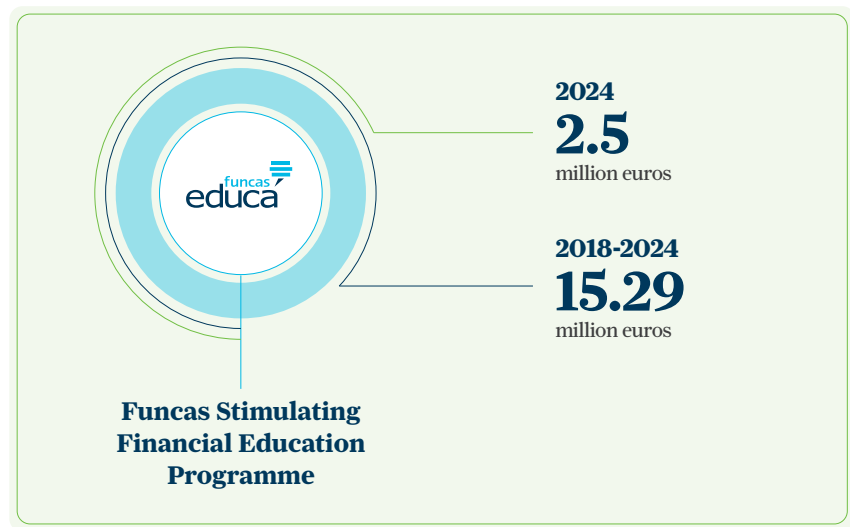 funcas
educa
2024
2.5
million euros
2018-2024
15.29
million euros
Funcas Stimulating
Financial Education
Programme